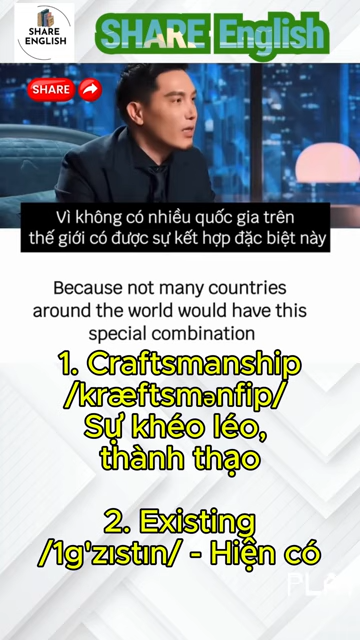 SHARE
ENGLISH
SHARE English
SHARE
Vì không có nhiều quốc gia trên
thế giới có được sự kết hợp đặc biệt này
Because not many countries
around the world would have this
special combination
1. Craftsmanship
/kræftsmənfip/
Sự khéo léo,
thành thạo
2. Existing
/1g'zıstın/ - Hiện có